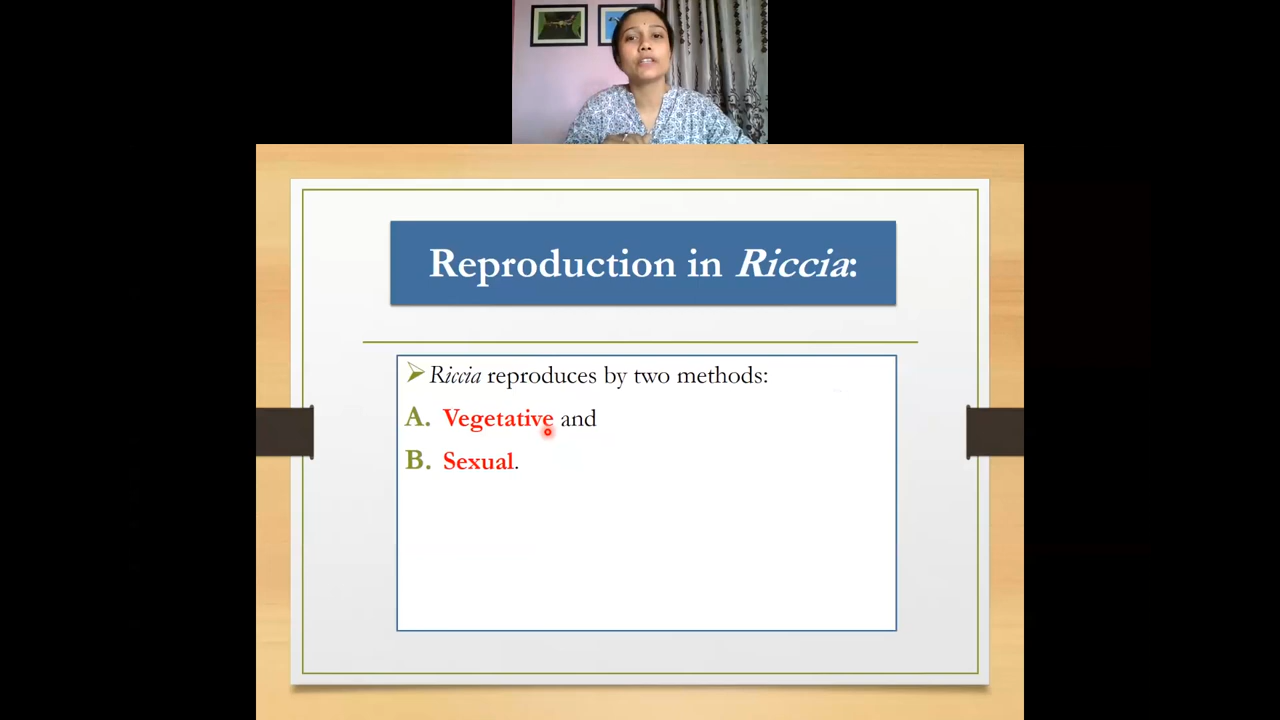 Reproduction in Riccia:
➢ Riccia reproduces by two methods:
A. Vegetative and
B. Sexual.